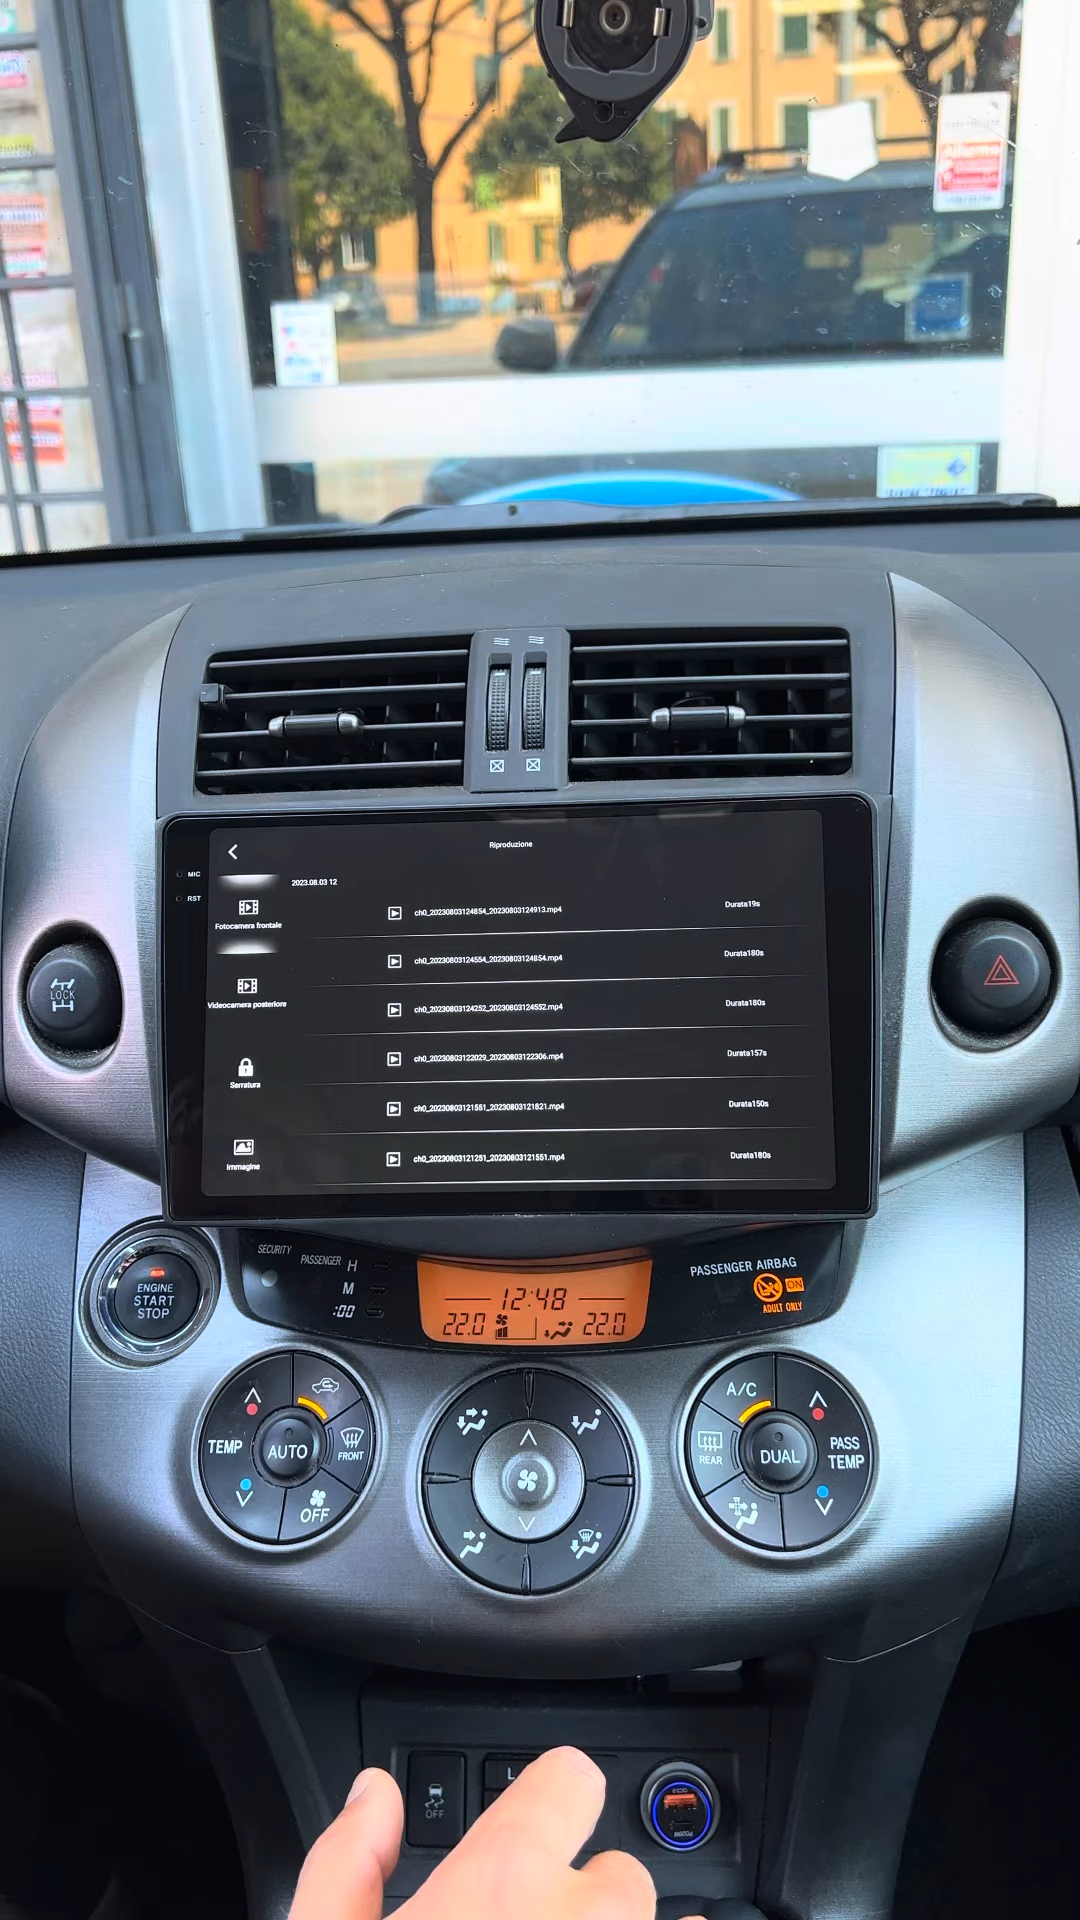 Riproduzione
MIC
RST
2023.08.03 12
Fotocamera frontale
Videocamera posteriore
Serratura
Immagine
ch0_20230803124854_20230803124913.mp4 Durata19s
ch0_20230803124554_20230803124854.mp4 Durata180s
ch0_20230803124252_20230803124552.mp4 Durata180s
ch0_20230803122029_20230803122306.mp4 Durata157s
ch0_20230803121551_20230803121821.mp4 Durata150s
ch0_20230803121251_20230803121551.mp4 Durata180s
LOCK
SECURITY
PASSENGER
H
M
:00
12:48
22.0 22.0
PASSENGER AIRBAG
ON
ADULT ONLY
ENGINE
START
STOP
TEMP
AUTO
FRONT
OFF
A/C
REAR
DUAL
PASS
TEMP
OFF
L